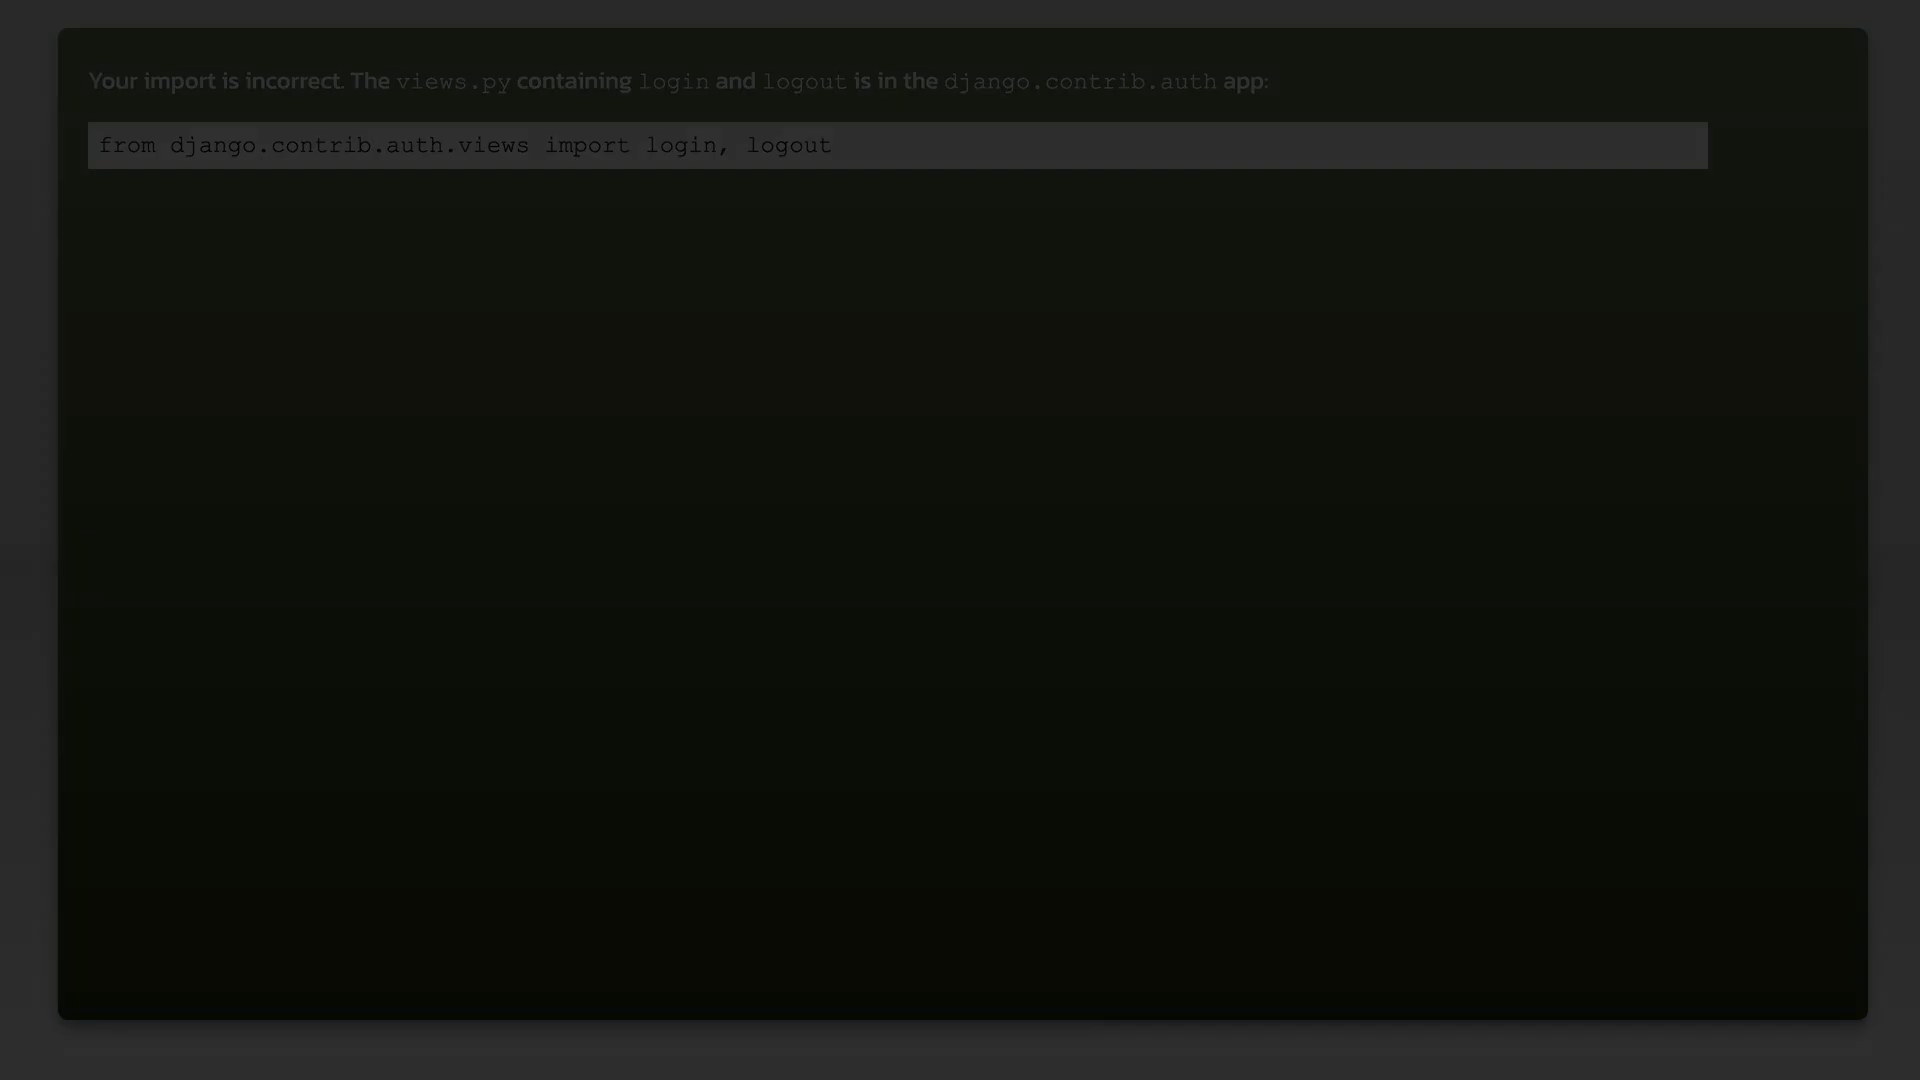 Your import is incorrect. The views.py containing login and logout is in the django.contrib.auth app:
from django.contrib.auth.views import login, logout